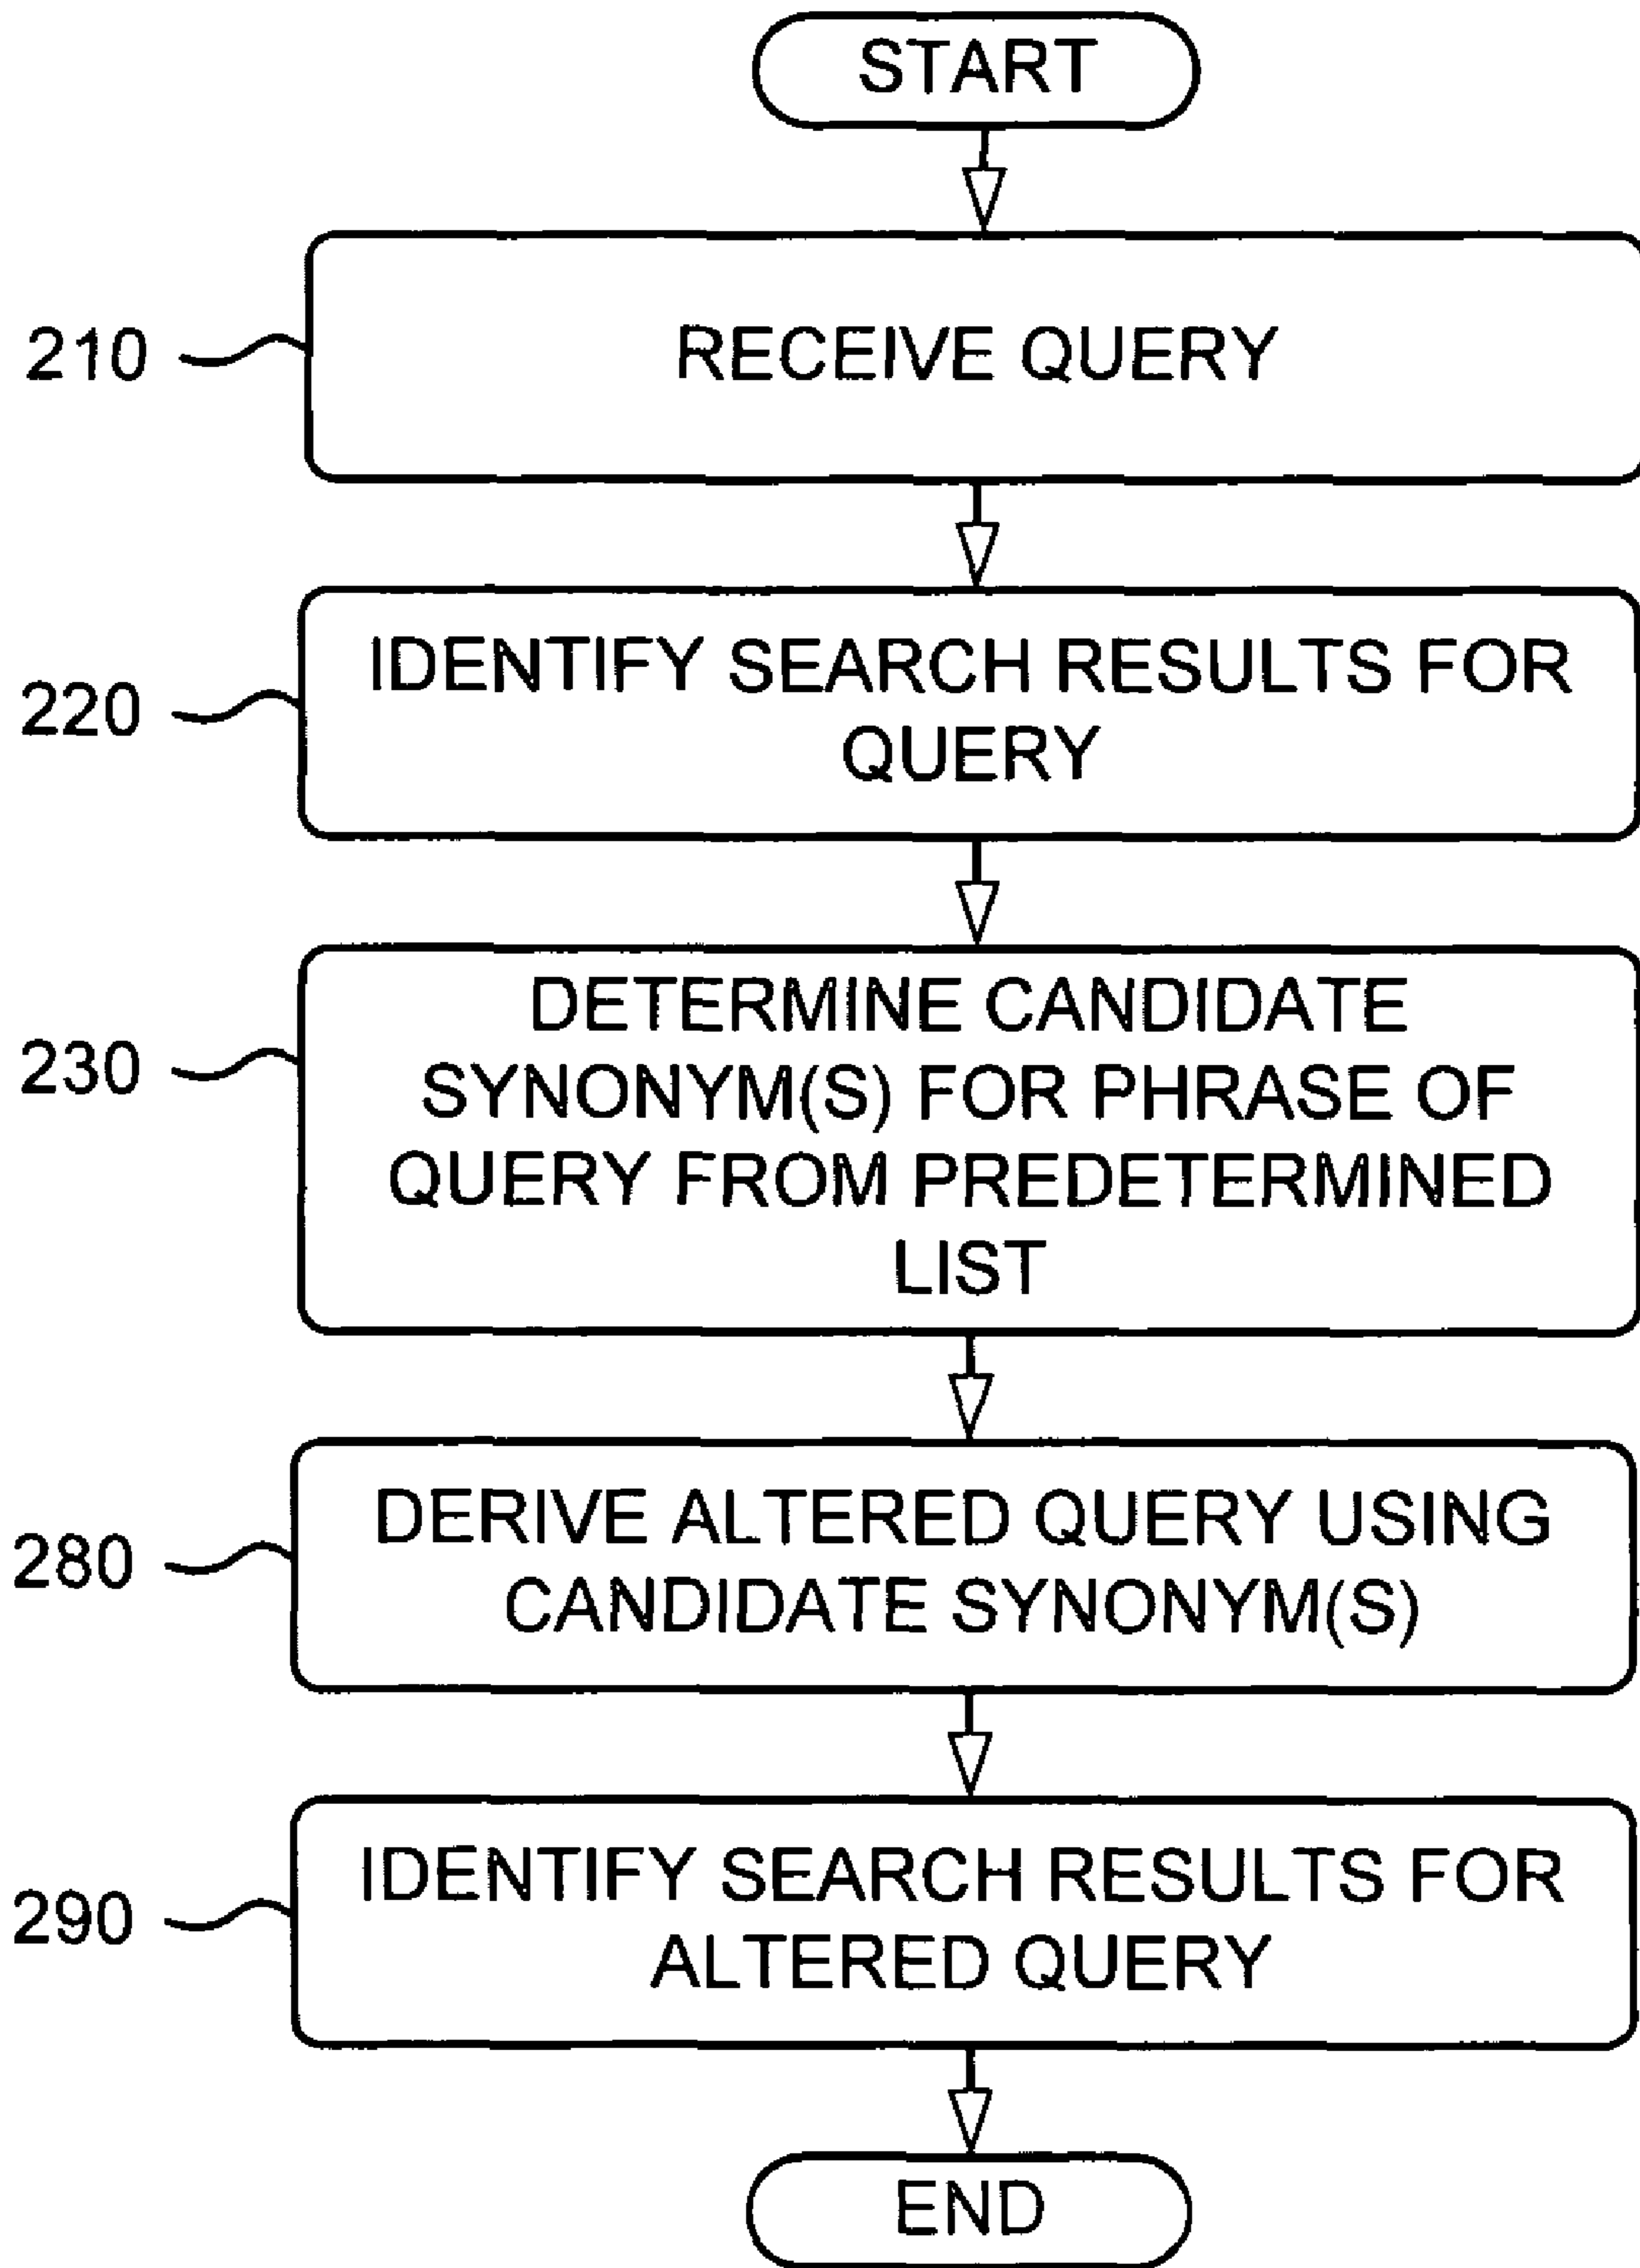 START
210
RECEIVE QUERY
220
IDENTIFY SEARCH RESULTS FOR
QUERY
230
DETERMINE CANDIDATE
SYNONYM(S) FOR PHRASE OF
QUERY FROM PREDETERMINED
LIST
280
DERIVE ALTERED QUERY USING
CANDIDATE SYNONYM(S)
290
IDENTIFY SEARCH RESULTS FOR
ALTERED QUERY
END